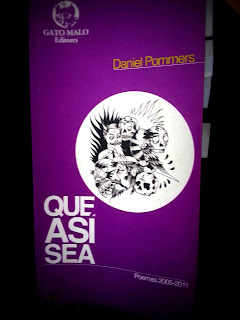 GATO MALO
Editores
Daniel Pommers
QUE
ASÍ
SEA
Poemas 2005-2011